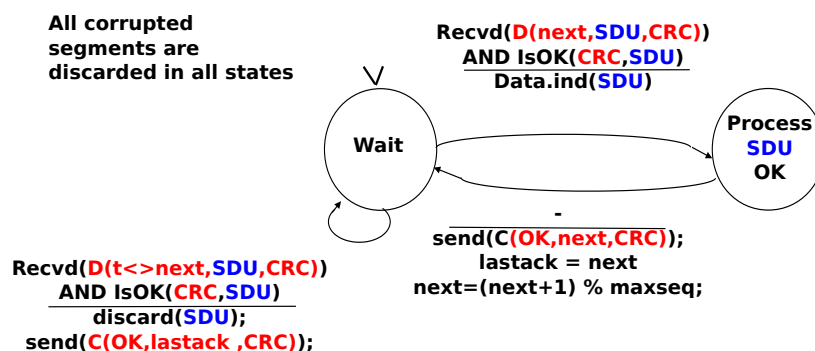 All corrupted
segments are
discarded in all states
Recvd(D(next,SDU,CRC))
AND IsOK(CRC,SDU)
Data.ind(SDU)
Wait
Process
SDU
OK
-
send(C(OK,next,CRC));
lastack = next
next=(next+1) % maxseq;
Recvd(D(t<>next,SDU,CRC))
AND IsOK(CRC,SDU)
discard(SDU);
send(C(OK,lastack ,CRC));